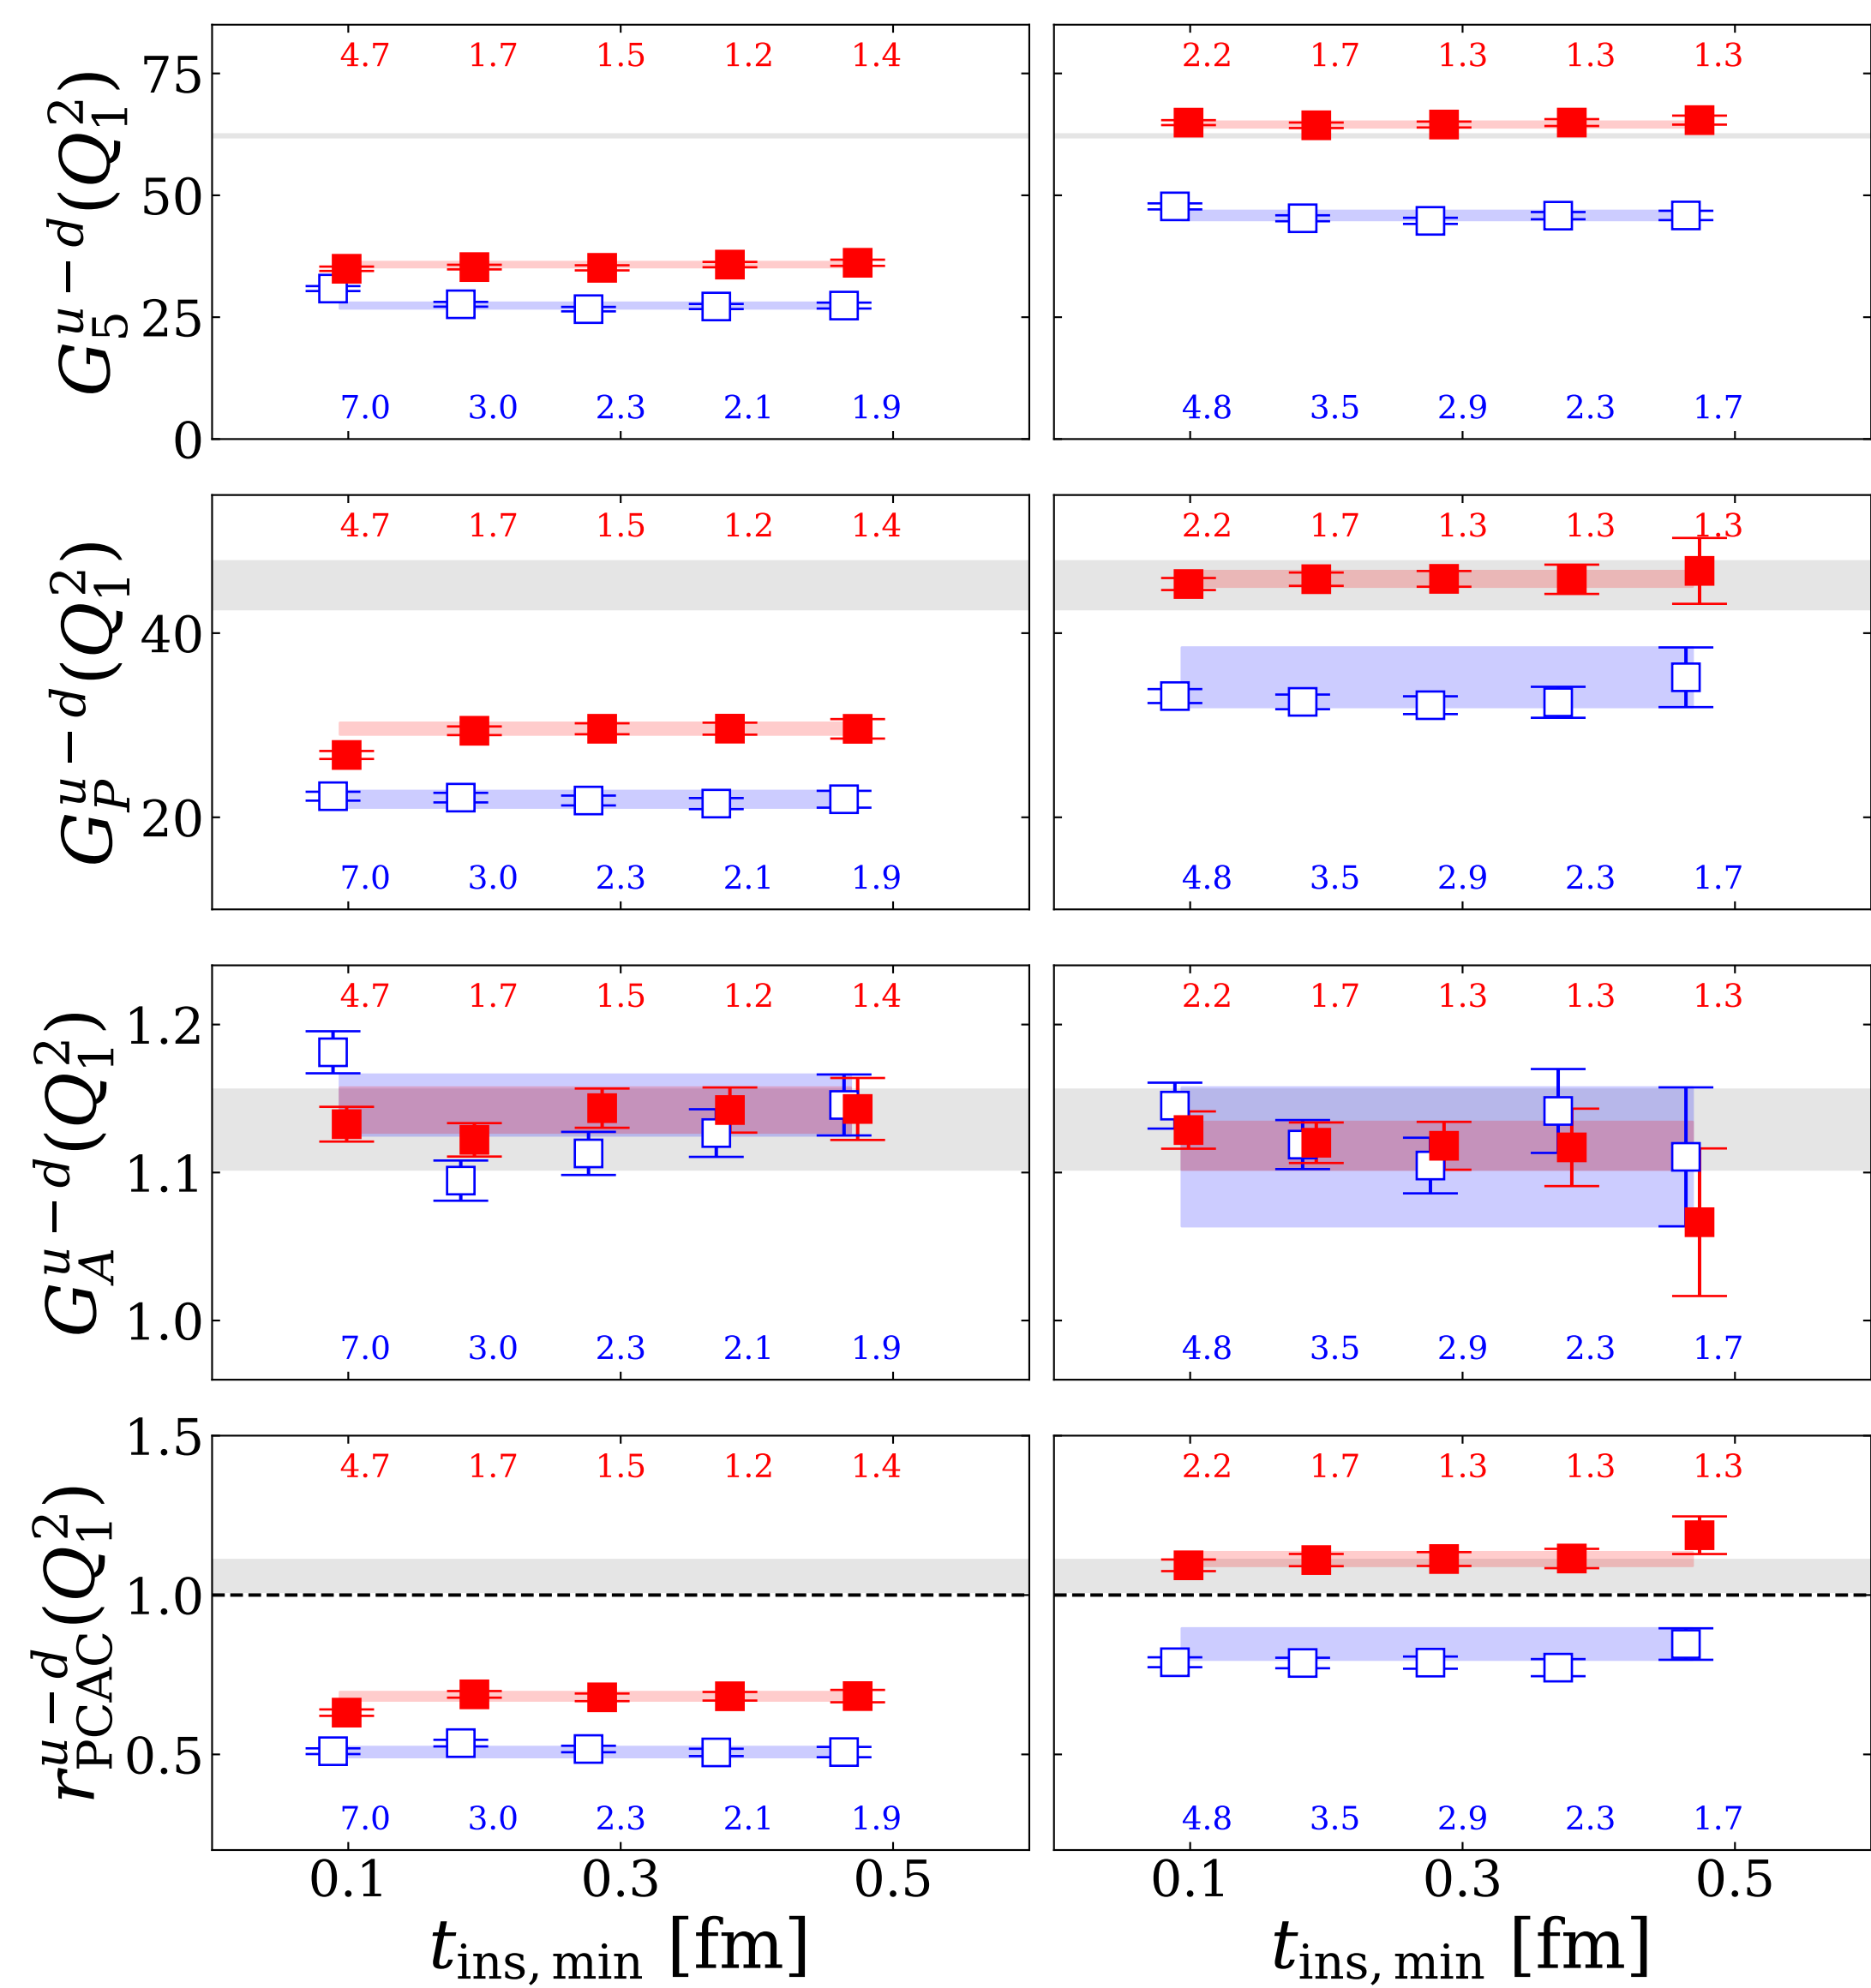 G_5^{u−d}(Q_1^2)
75
50
25
0
4.7 1.7 1.5 1.2 1.4
7.0 3.0 2.3 2.1 1.9
2.2 1.7 1.3 1.3 1.3
4.8 3.5 2.9 2.3 1.7
G_P^{u−d}(Q_1^2)
40
20
4.7 1.7 1.5 1.2 1.4
7.0 3.0 2.3 2.1 1.9
2.2 1.7 1.3 1.3 1.3
4.8 3.5 2.9 2.3 1.7
G_A^{u−d}(Q_1^2)
1.2
1.1
1.0
4.7 1.7 1.5 1.2 1.4
7.0 3.0 2.3 2.1 1.9
2.2 1.7 1.3 1.3 1.3
4.8 3.5 2.9 2.3 1.7
r_{PCAC}^{u−d}(Q_1^2)
1.5
1.0
0.5
4.7 1.7 1.5 1.2 1.4
7.0 3.0 2.3 2.1 1.9
2.2 1.7 1.3 1.3 1.3
4.8 3.5 2.9 2.3 1.7
0.1 0.3 0.5
0.1 0.3 0.5
t_{ins, min} [fm]
t_{ins, min} [fm]